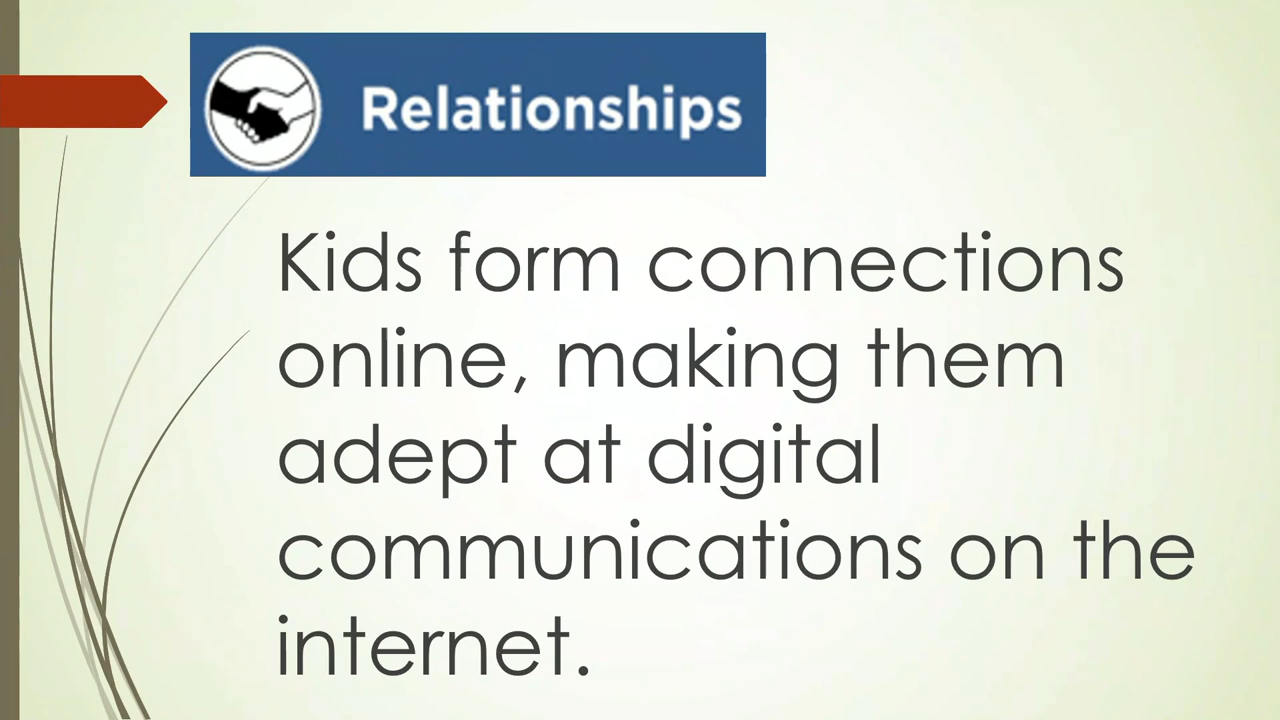 Relationships
Kids form connections
online, making them
adept at digital
communications on the
internet.